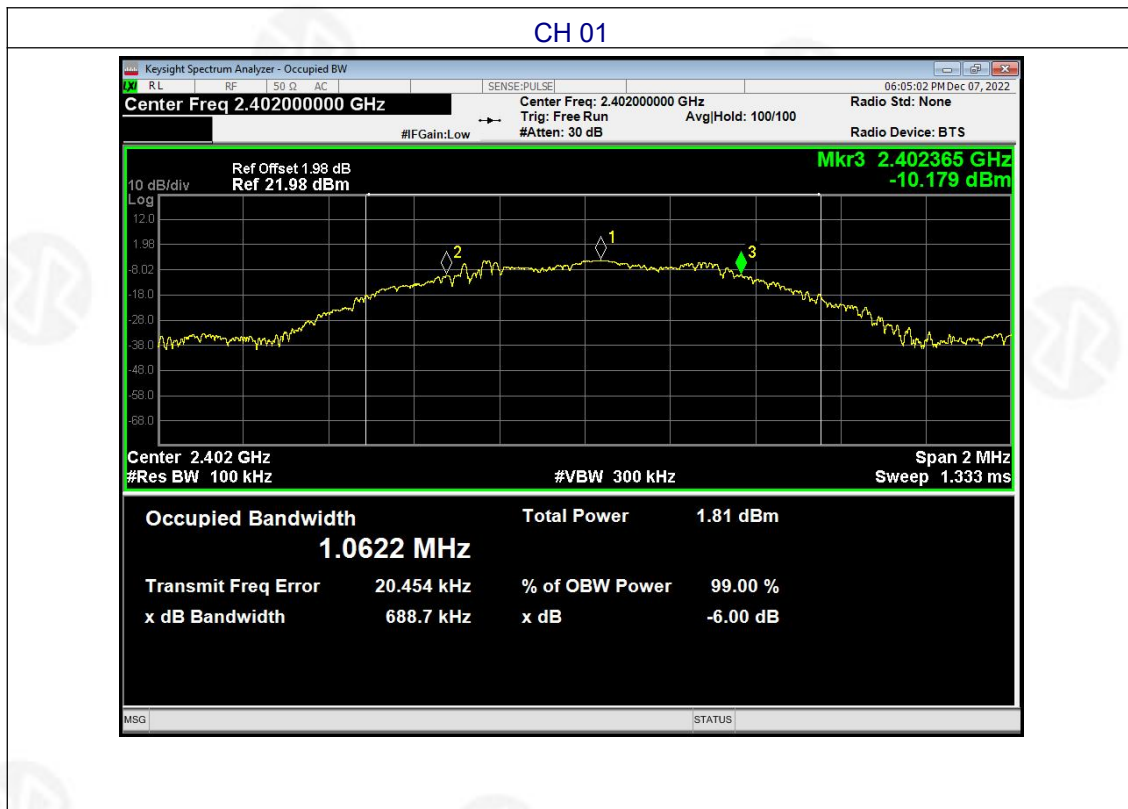 CH 01
Keysight Spectrum Analyzer - Occupied BW
LXI RL RF 50 Ω AC SENSE:PULSE 06:05:02 PM Dec 07, 2022
Center Freq 2.402000000 GHz Center Freq: 2.402000000 GHz Radio Std: None
Trig: Free Run Avg|Hold: 100/100
#IFGain:Low #Atten: 30 dB Radio Device: BTS
Ref Offset 1.98 dB Mkr3 2.402365 GHz
10 dB/div Ref 21.98 dBm -10.179 dBm
Log
12.0
1.98
-8.02
-18.0
-28.0
-38.0
-48.0
-58.0
-68.0
2 1 3
Center 2.402 GHz Span 2 MHz
#Res BW 100 kHz #VBW 300 kHz Sweep 1.333 ms
Occupied Bandwidth Total Power 1.81 dBm
1.0622 MHz
Transmit Freq Error 20.454 kHz % of OBW Power 99.00 %
x dB Bandwidth 688.7 kHz x dB -6.00 dB
MSG STATUS